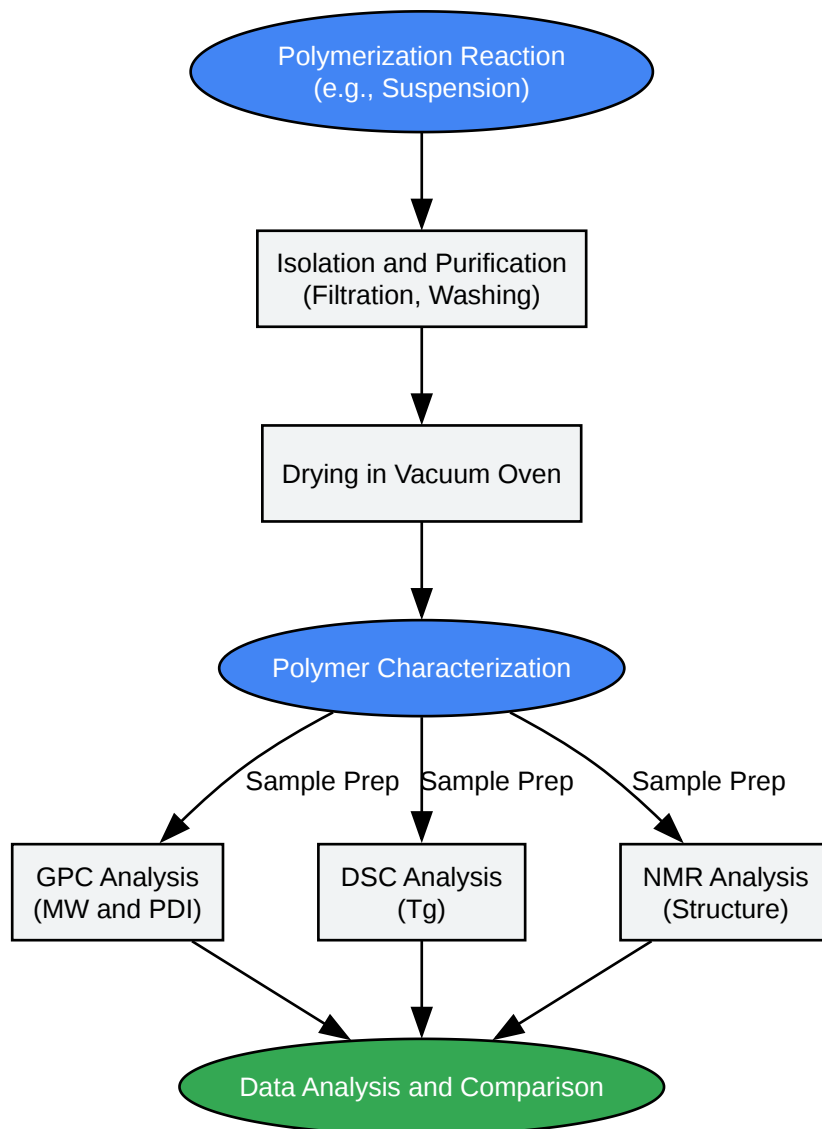 Polymerization Reaction
(e.g., Suspension)
Isolation and Purification
(Filtration, Washing)
Drying in Vacuum Oven
Polymer Characterization
Sample Prep
Sample Prep
Sample Prep
GPC Analysis
(MW and PDI)
DSC Analysis
(Tg)
NMR Analysis
(Structure)
Data Analysis and Comparison